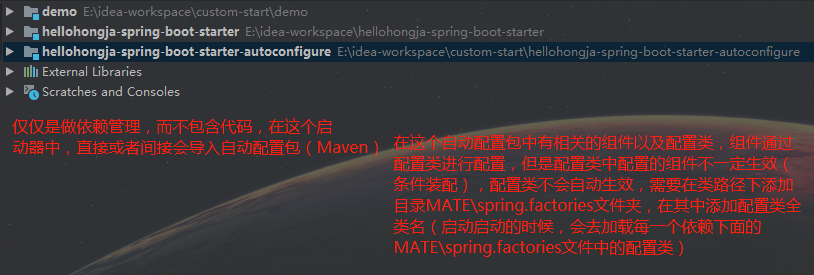 demo E:\idea-workspace\custom-start\demo
hellohongja-spring-boot-starter E:\idea-workspace\hellohongja-spring-boot-starter
hellohongja-spring-boot-starter-autoconfigure E:\idea-workspace\custom-start\hellohongja-spring-boot-starter-autoconfigure
External Libraries
Scratches and Consoles
仅仅是做依赖管理，而不包含代码，在这个启
动器中，直接或者间接会导入自动配置包（Maven）
在这个自动配置包中有相关的组件以及配置类，组件通过
配置类进行配置，但是配置类中配置的组件不一定生效（
条件装配），配置类不会自动生效，需要在类路径下添加
目录MATE\spring.factories文件夹，在其中添加配置类全
类名（启动启动的时候，会去加载每一个依赖下面的
MATE\spring.factories文件中的配置类）